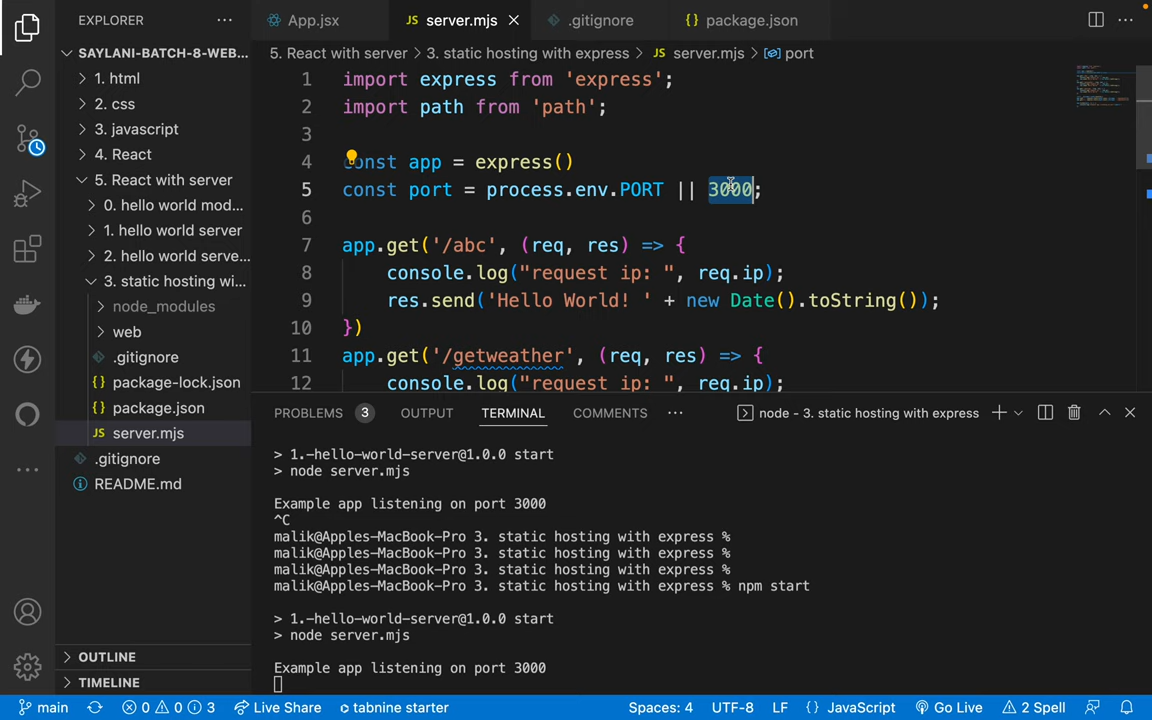 EXPLORER
App.jsx
JS server.mjs
.gitignore
{} package.json
SAYLANI-BATCH-8-WEB...
1. html
2. css
3. javascript
4. React
5. React with server
0. hello world mod...
1. hello world server
2. hello world serve...
3. static hosting wi...
node_modules
web
.gitignore
{} package-lock.json
{} package.json
JS server.mjs
.gitignore
README.md
OUTLINE
TIMELINE
5. React with server > 3. static hosting with express > JS server.mjs > port
1 import express from 'express';
2 import path from 'path';
3
4 const app = express()
5 const port = process.env.PORT || 3000;
6
7 app.get('/abc', (req, res) => {
8 console.log("request ip: ", req.ip);
9 res.send('Hello World! ' + new Date().toString());
10 })
11 app.get('/getweather', (req, res) => {
12 console.log("request ip: ", req.ip);
PROBLEMS 3 OUTPUT TERMINAL COMMENTS ··· node - 3. static hosting with express
> 1.-hello-world-server@1.0.0 start
> node server.mjs
Example app listening on port 3000
^C
malik@Apples-MacBook-Pro 3. static hosting with express %
malik@Apples-MacBook-Pro 3. static hosting with express %
malik@Apples-MacBook-Pro 3. static hosting with express %
malik@Apples-MacBook-Pro 3. static hosting with express % npm start
> 1.-hello-world-server@1.0.0 start
> node server.mjs
Example app listening on port 3000
main 0 0 3 Live Share tabnine starter Spaces: 4 UTF-8 LF {} JavaScript Go Live 2 Spell